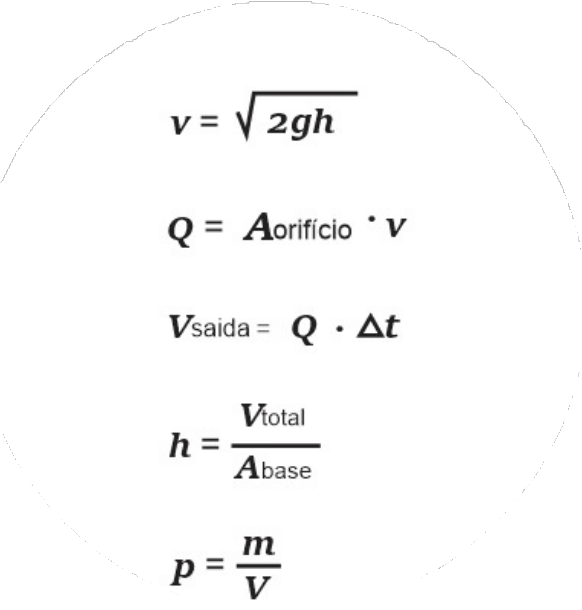 v = √2gh
Q = Aorifício · v
Vsaida = Q · Δt
h = Vtotal / Abase
p = m / V